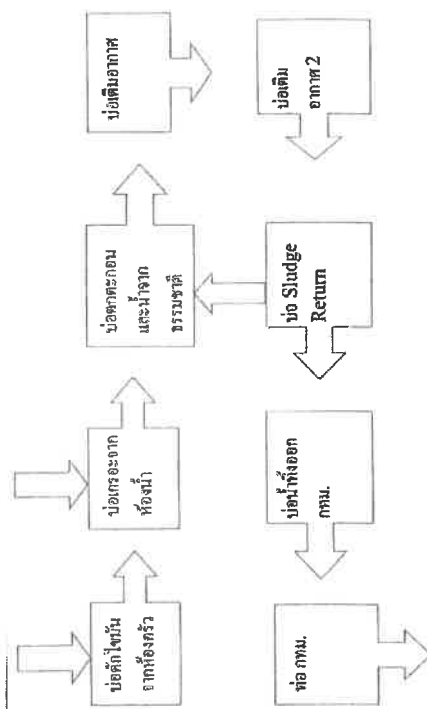 บ่อดักไขมัน
จากห้องครัว
บ่อเกรอะจาก
ห้องน้ำ
บ่อตกตะกอน
และน้ำจาก
ธรรมชาติ
บ่อเติมอากาศ
บ่อเติม
อากาศ 2
บ่อ Sludge
Return
บ่อน้ำทิ้งออก
กทม.
ท่อ กทม.